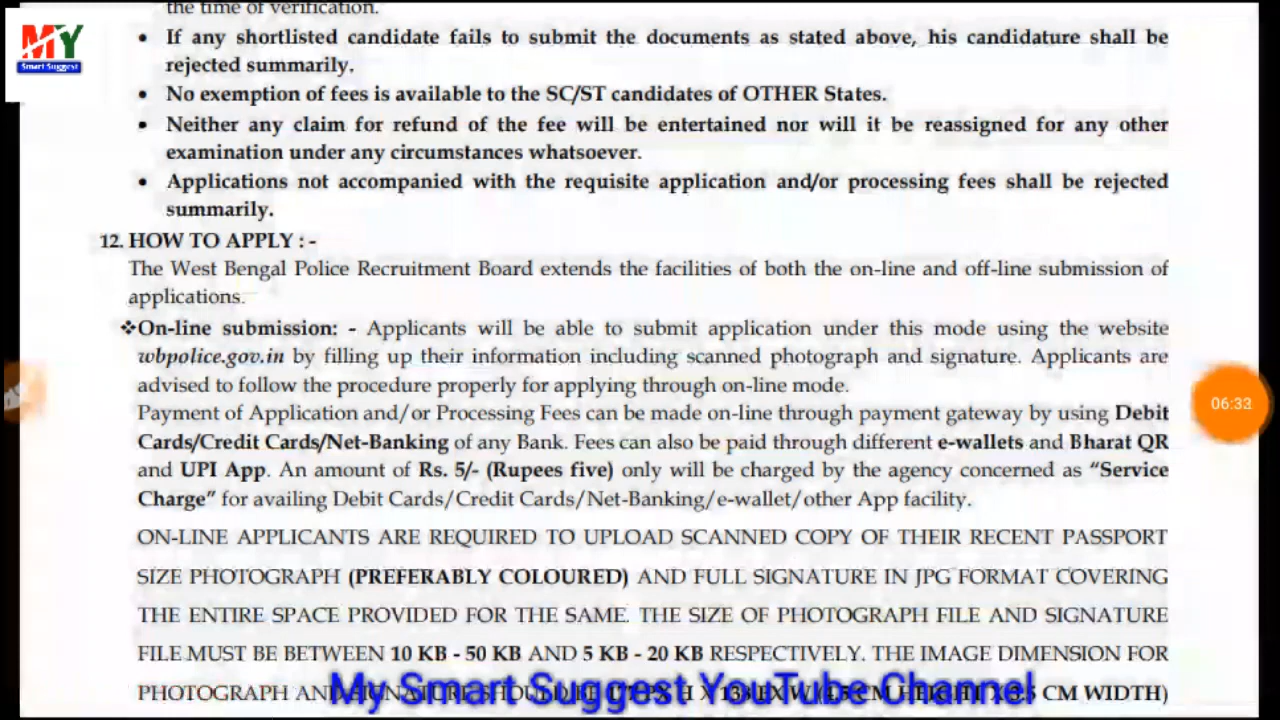 the time of verification.
MY
Smart Suggest
• If any shortlisted candidate fails to submit the documents as stated above, his candidature shall be
rejected summarily.
• No exemption of fees is available to the SC/ST candidates of OTHER States.
• Neither any claim for refund of the fee will be entertained nor will it be reassigned for any other
examination under any circumstances whatsoever.
• Applications not accompanied with the requisite application and/or processing fees shall be rejected
summarily.
12. HOW TO APPLY : -
The West Bengal Police Recruitment Board extends the facilities of both the on-line and off-line submission of
applications.
❖On-line submission: - Applicants will be able to submit application under this mode using the website
wbpolice.gov.in by filling up their information including scanned photograph and signature. Applicants are
advised to follow the procedure properly for applying through on-line mode.
06:33
Payment of Application and/or Processing Fees can be made on-line through payment gateway by using Debit
Cards/Credit Cards/Net-Banking of any Bank. Fees can also be paid through different e-wallets and Bharat QR
and UPI App. An amount of Rs. 5/- (Rupees five) only will be charged by the agency concerned as “Service
Charge” for availing Debit Cards/Credit Cards/Net-Banking/e-wallet/other App facility.
ON-LINE APPLICANTS ARE REQUIRED TO UPLOAD SCANNED COPY OF THEIR RECENT PASSPORT
SIZE PHOTOGRAPH (PREFERABLY COLOURED) AND FULL SIGNATURE IN JPG FORMAT COVERING
THE ENTIRE SPACE PROVIDED FOR THE SAME. THE SIZE OF PHOTOGRAPH FILE AND SIGNATURE
FILE MUST BE BETWEEN 10 KB - 50 KB AND 5 KB - 20 KB RESPECTIVELY. THE IMAGE DIMENSION FOR
PHOTOGRAPH AND SIGNATURE SHOULD BE CM WIDTH)
My Smart Suggest YouTube Channel